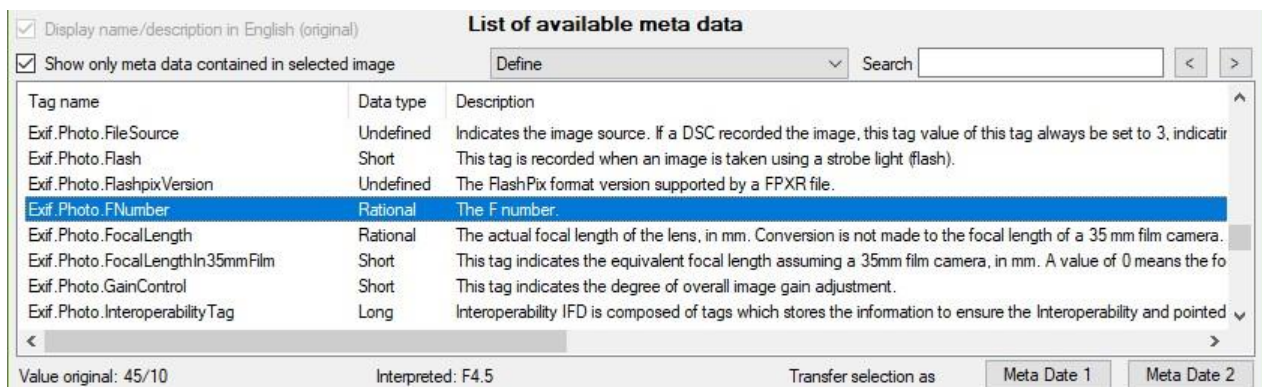 Display name/description in English (original) List of available meta data
Show only meta data contained in selected image Define Search < >
Tag name Data type Description
Exif.Photo.FileSource Undefined Indicates the image source. If a DSC recorded the image, this tag value of this tag always be set to 3, indicatin
Exif.Photo.Flash Short This tag is recorded when an image is taken using a strobe light (flash).
Exif.Photo.FlashpixVersion Undefined The FlashPix format version supported by a FPXR file.
Exif.Photo.FNumber Rational The F number.
Exif.Photo.FocalLength Rational The actual focal length of the lens, in mm. Conversion is not made to the focal length of a 35 mm film camera.
Exif.Photo.FocalLengthIn35mmFilm Short This tag indicates the equivalent focal length assuming a 35mm film camera, in mm. A value of 0 means the fo
Exif.Photo.GainControl Short This tag indicates the degree of overall image gain adjustment.
Exif.Photo.InteroperabilityTag Long Interoperability IFD is composed of tags which stores the information to ensure the Interoperability and pointed
Value original: 45/10 Interpreted: F4.5 Transfer selection as Meta Date 1 Meta Date 2